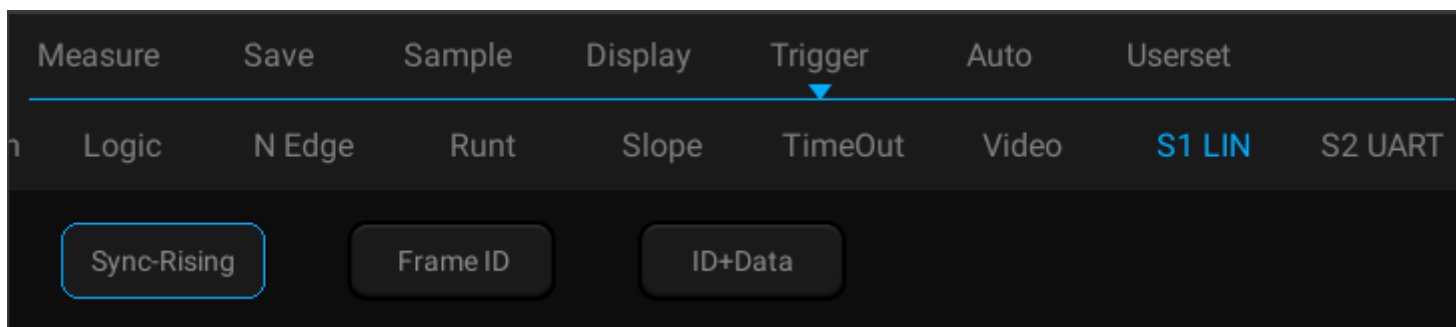 Measure Save Sample Display Trigger Auto Userset
Logic N Edge Runt Slope TimeOut Video S1 LIN S2 UART
Sync-Rising Frame ID ID+Data